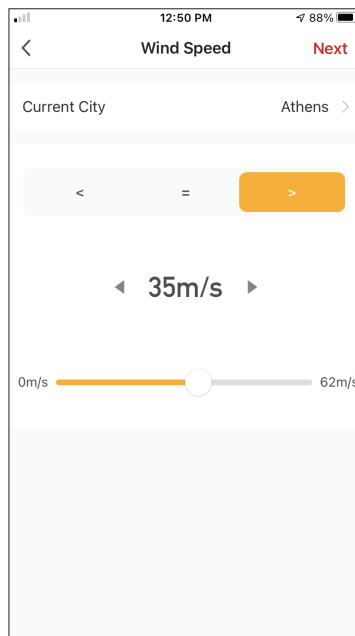 12:50 PM 88%
Wind Speed Next
Current City Athens
< = >
35m/s
0m/s 62m/s